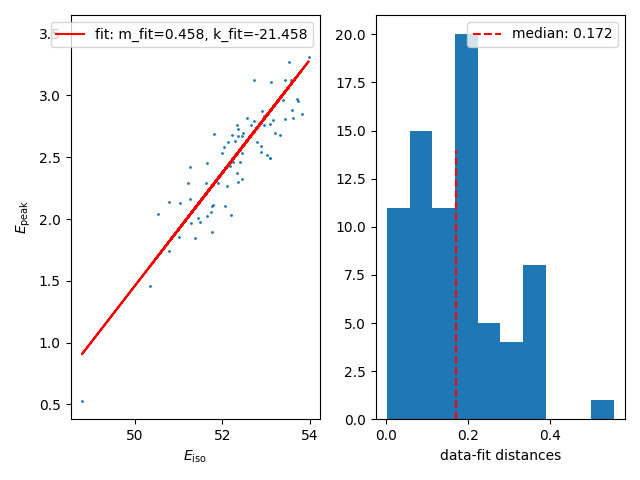 fit: m_fit=0.458, k_fit=-21.458
3.5
3.0
2.5
2.0
1.5
1.0
0.5
E_peak
50 52 54
E_iso
median: 0.172
20.0
17.5
15.0
12.5
10.0
7.5
5.0
2.5
0.0
0.0 0.2 0.4
data-fit distances